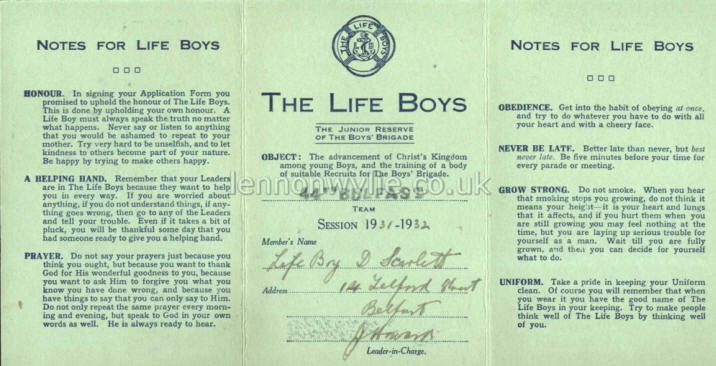 NOTES FOR LIFE BOYS
HONOUR. In signing your Application Form you
promised to uphold the honour of The Life Boys.
This is done by upholding your own honour. A
Life Boy must always speak the truth no matter
what happens. Never say or listen to anything
that you would be ashamed to repeat to your
mother. Try very hard to be unselfish, and to let
kindness to others become part of your nature.
Be happy by trying to make others happy.
A HELPING HAND. Remember that your Leaders
are in The Life Boys because they want to help
you in every way. If you are worried about
anything, if you do not understand things, if any-
thing goes wrong, then go to any of the Leaders
and tell your trouble. Even if it takes a bit of
pluck, you will be thankful some day that you
had someone ready to give you a helping hand.
PRAYER. Do not say your prayers just because you
think you ought, but because you want to thank
God for His wonderful goodness to you, because
you want to ask Him to forgive you what you
know you have done wrong, and because you
have things to say that you can only say to Him.
Do not only repeat the same prayer every morn-
ing and evening, but speak to God in your own
words as well. He is always ready to hear.
THE LIFE BOYS
THE LIFE BOYS
THE JUNIOR RESERVE
OF THE BOYS' BRIGADE
OBJECT: The advancement of Christ's Kingdom
among young Boys, and the training of a body
of suitable Recruits for The Boys' Brigade.
44TH BELFAST
TEAM
SESSION 1931-1932
Member's Name
Life Boy D Scarlett
Address 14 Telford Street
Belfast
J Howard
Leader-in-Charge.
NOTES FOR LIFE BOYS
OBEDIENCE. Get into the habit of obeying at once,
and try to do whatever you have to do with all
your heart and with a cheery face.
NEVER BE LATE. Better late than never, but best
never late. Be five minutes before your time for
every parade or meeting.
GROW STRONG. Do not smoke. When you hear
that smoking stops you growing, do not think it
means your height—it is your heart and lungs
that it affects, and if you hurt them when you
are still growing you may feel nothing at the
time, but you are laying up serious trouble for
yourself as a man. Wait till you are fully
grown, and then you can decide for yourself
what to do.
UNIFORM. Take a pride in keeping your Uniform
clean. Of course you will remember that when
you wear it you have the good name of The
Life Boys in your keeping. Try to make people
think well of The Life Boys by thinking well
of you.
lennonwylie.co.uk